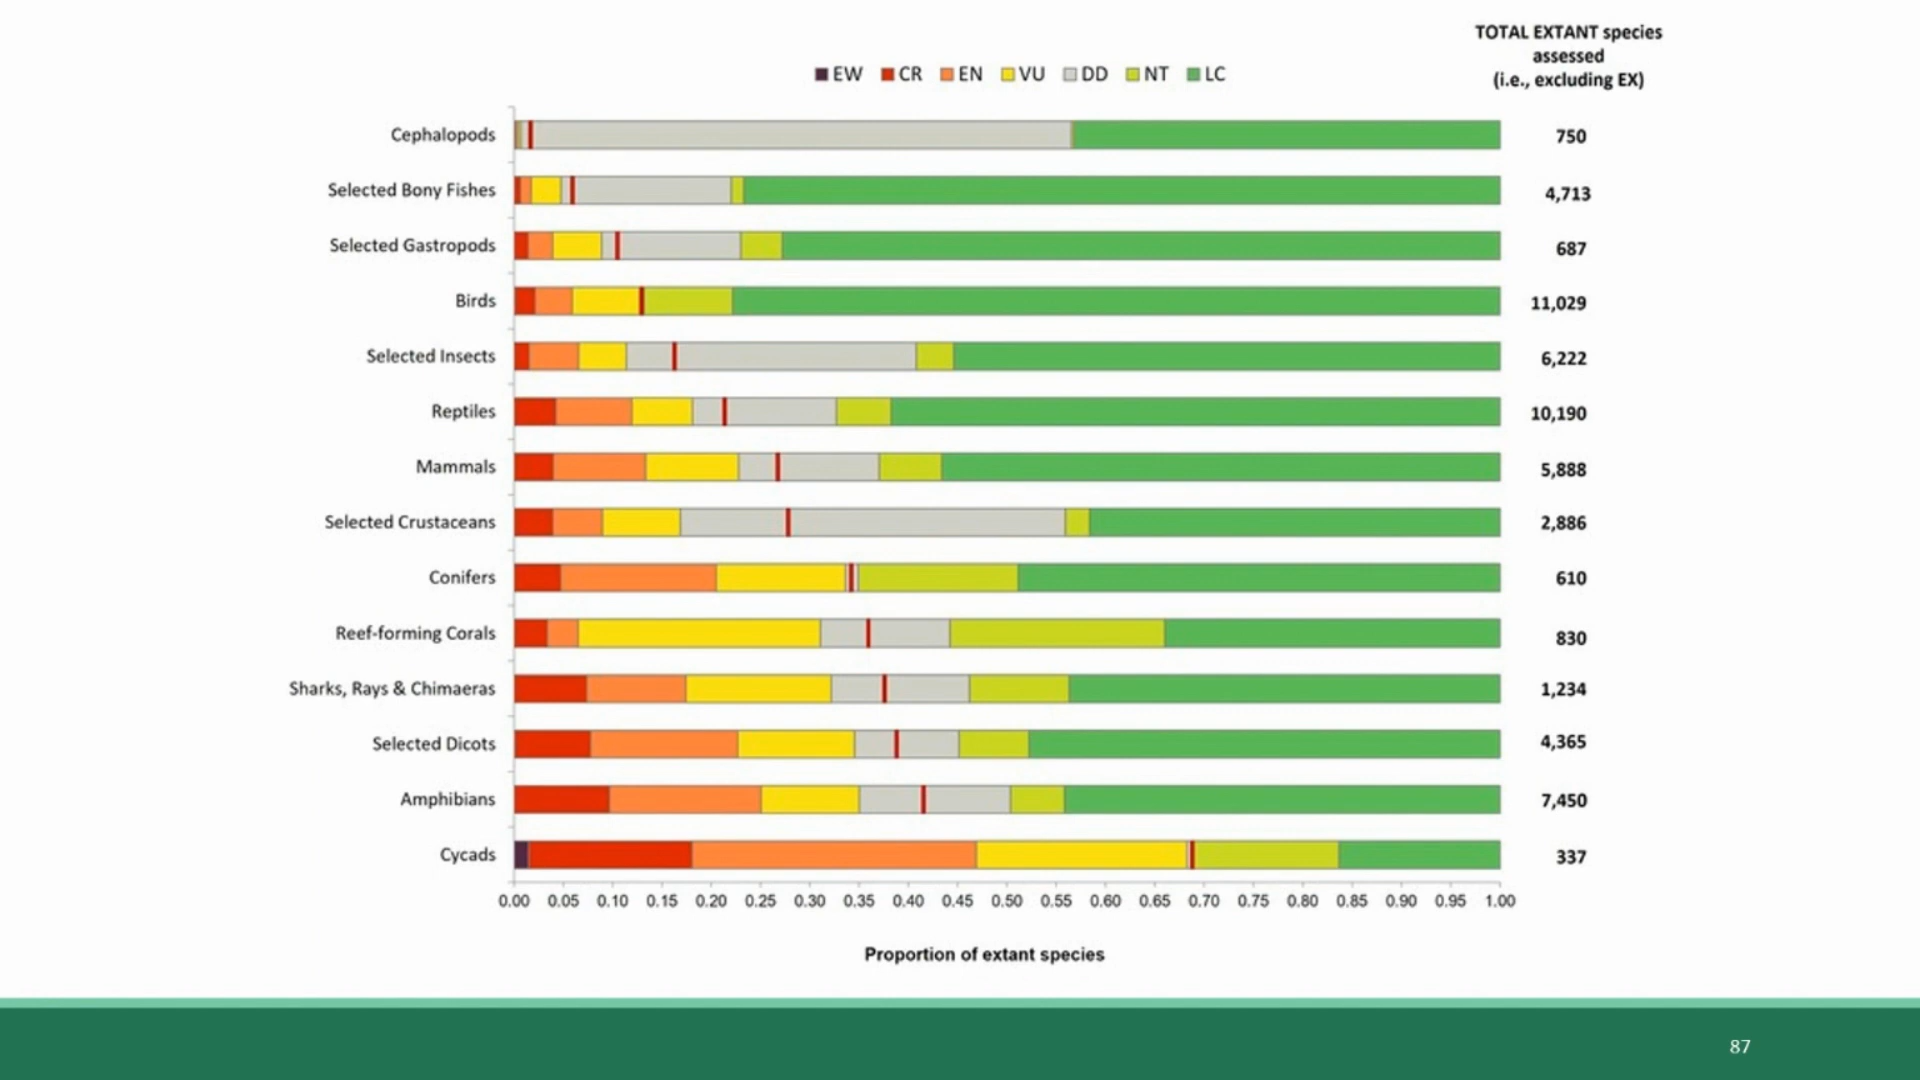 TOTAL EXTANT species
assessed
(i.e., excluding EX)
EW CR EN VU DD NT LC
Cephalopods 750
Selected Bony Fishes 4,713
Selected Gastropods 687
Birds 11,029
Selected Insects 6,222
Reptiles 10,190
Mammals 5,888
Selected Crustaceans 2,886
Conifers 610
Reef-forming Corals 830
Sharks, Rays & Chimaeras 1,234
Selected Dicots 4,365
Amphibians 7,450
Cycads 337
0.00 0.05 0.10 0.15 0.20 0.25 0.30 0.35 0.40 0.45 0.50 0.55 0.60 0.65 0.70 0.75 0.80 0.85 0.90 0.95 1.00
Proportion of extant species
87